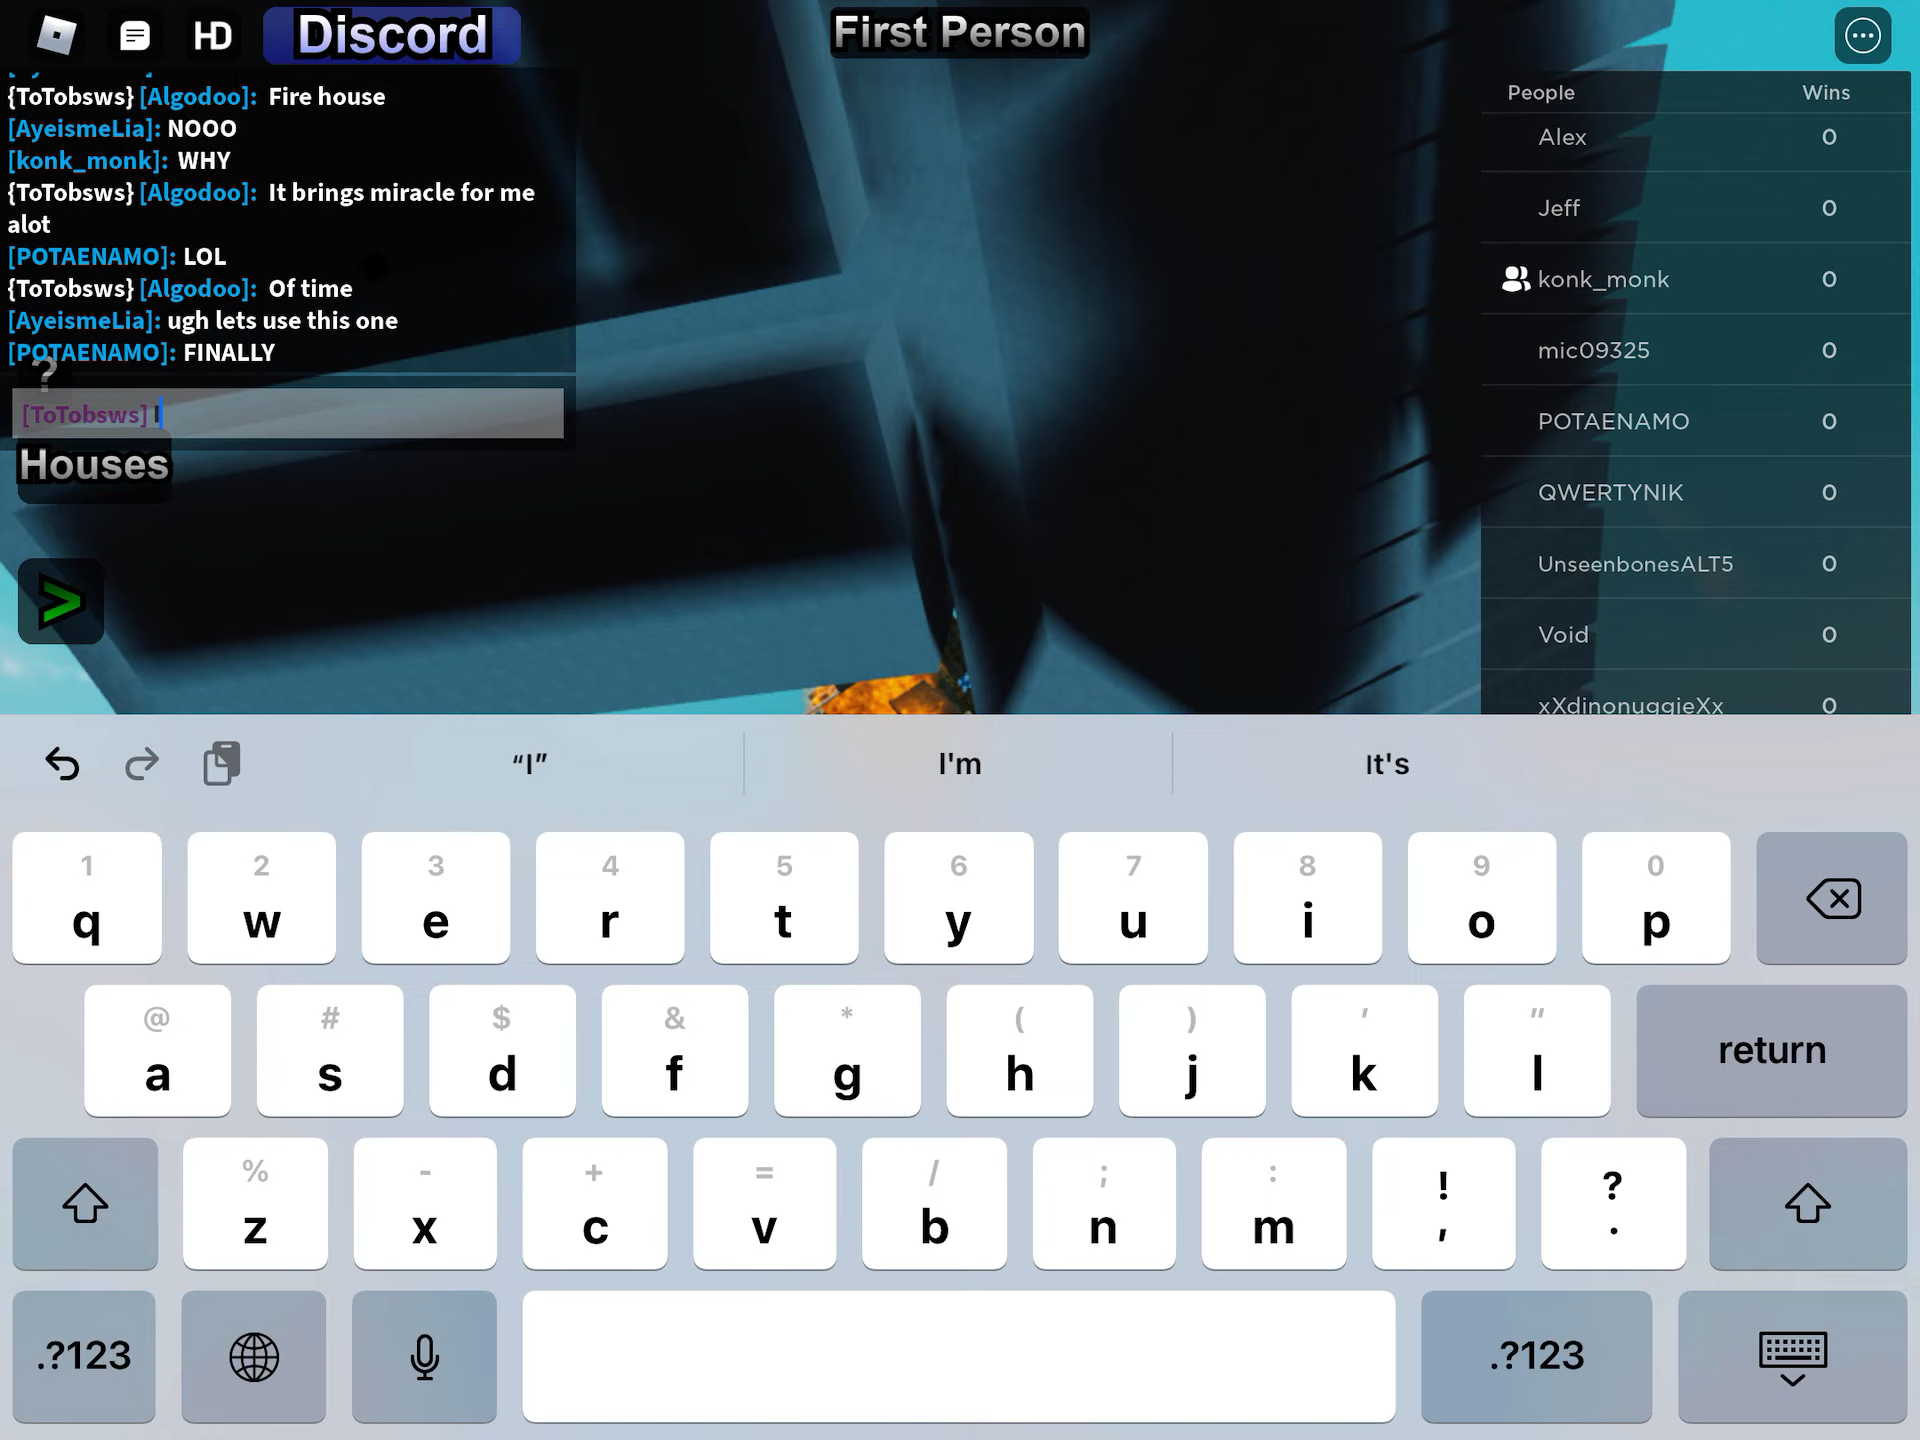 HD
Discord
First Person
{ToTobsws} [Algodoo]: Fire house
[AyeismeLia]: NOOO
[konk_monk]: WHY
{ToTobsws} [Algodoo]: It brings miracle for me
alot
[POTAENAMO]: LOL
{ToTobsws} [Algodoo]: Of time
[AyeismeLia]: ugh lets use this one
[POTAENAMO]: FINALLY
?
[ToTobsws] I
Houses
>
People Wins
Alex 0
Jeff 0
konk_monk 0
mic09325 0
POTAENAMO 0
QWERTYNIK 0
UnseenbonesALT5 0
Void 0
xXdinonuggieXx 0
“I” I'm It's
1 2 3 4 5 6 7 8 9 0
q w e r t y u i o p
@ # $ & * ( ) ' "
a s d f g h j k l return
% - + = / ; : ! ?
z x c v b n m , .
.?123 .?123